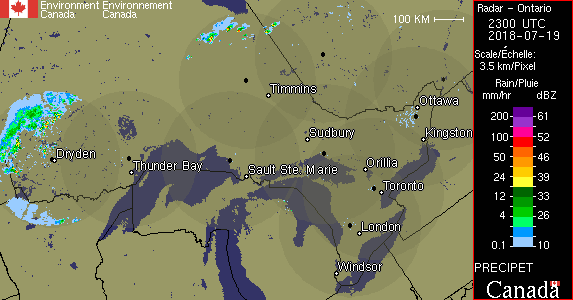 Environment Environnement
Canada Canada
100 KM
Timmins
Ottawa
Sudbury
Kingston
Dryden
Thunder Bay
Sault Ste. Marie
Orillia
Toronto
London
Windsor
Radar - Ontario
2300 UTC
2018-07-19
Scale/Échelle:
3.5 km/Pixel
Rain/Pluie
mm/hr dBZ
200 61
100 52
50 46
24 39
12 33
4 26
0.1 10
PRECIPET
Canada